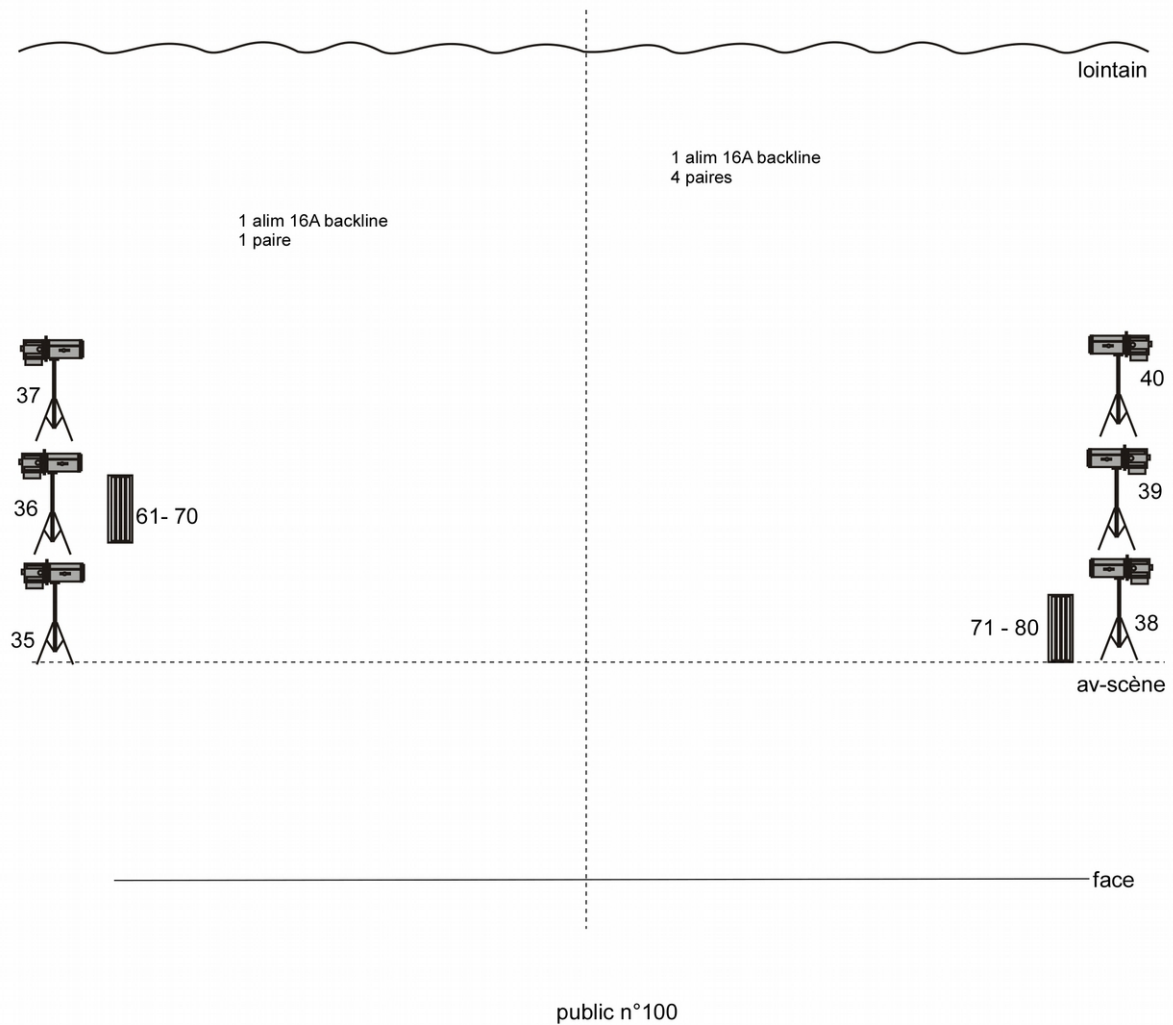 lointain
1 alim 16A backline
4 paires
1 alim 16A backline
1 paire
37
40
36
61- 70
39
35
71 - 80
38
av-scène
face
public n°100